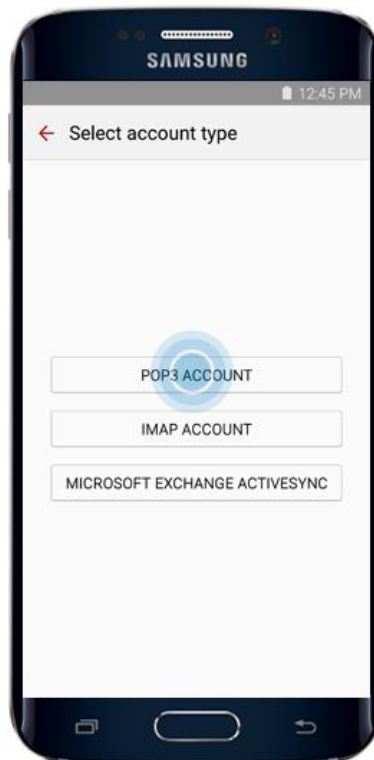 SAMSUNG
12:45 PM
Select account type
POP3 ACCOUNT
IMAP ACCOUNT
MICROSOFT EXCHANGE ACTIVESYNC